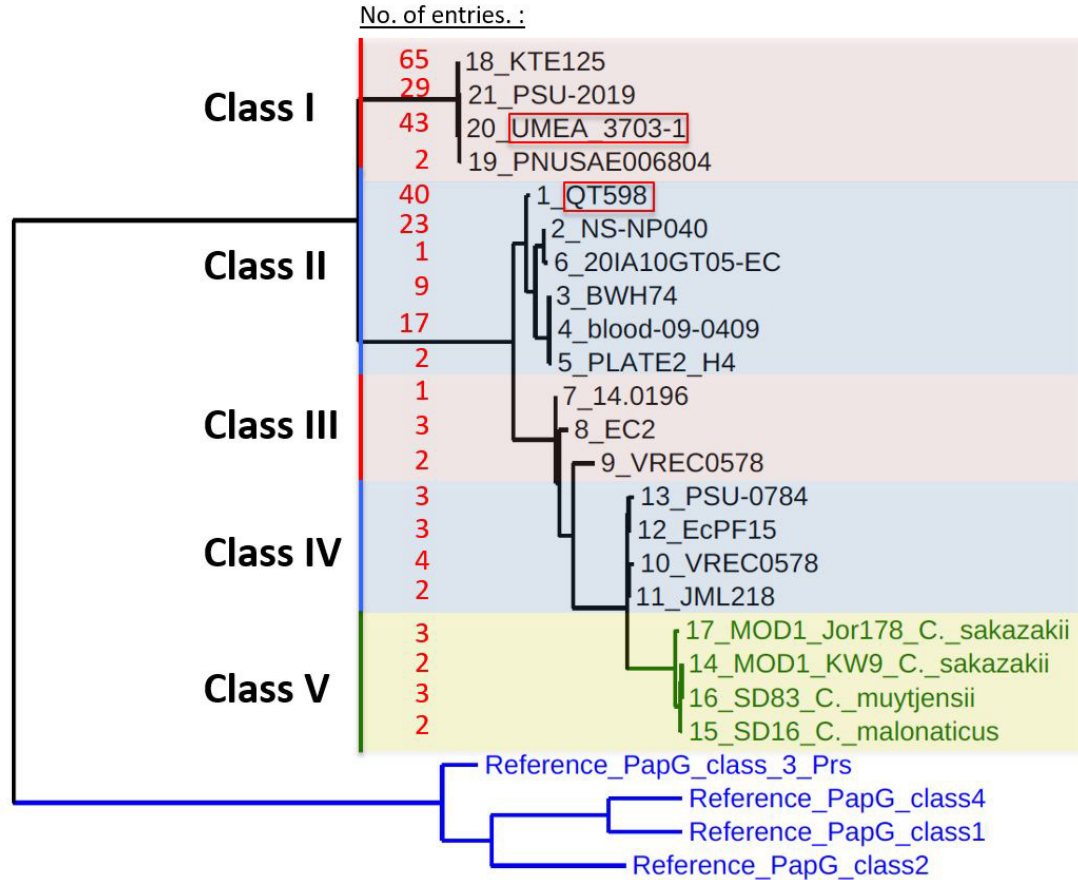 No. of entries. :
Class I
65 18_KTE125
29 21_PSU-2019
43 20_UMEA_3703-1
2 19_PNUSAE006804
Class II
40 1_QT598
23 2_NS-NP040
1 6_20IA10GT05-EC
9 3_BWH74
17 4_blood-09-0409
2 5_PLATE2_H4
Class III
1 7_14.0196
3 8_EC2
2 9_VREC0578
Class IV
3 13_PSU-0784
3 12_EcPF15
4 10_VREC0578
2 11_JML218
Class V
3 17_MOD1_Jor178_C._sakazakii
2 14_MOD1_KW9_C._sakazakii
3 16_SD83_C._muytjensii
2 15_SD16_C._malonaticus
Reference_PapG_class_3_Prs
Reference_PapG_class4
Reference_PapG_class1
Reference_PapG_class2